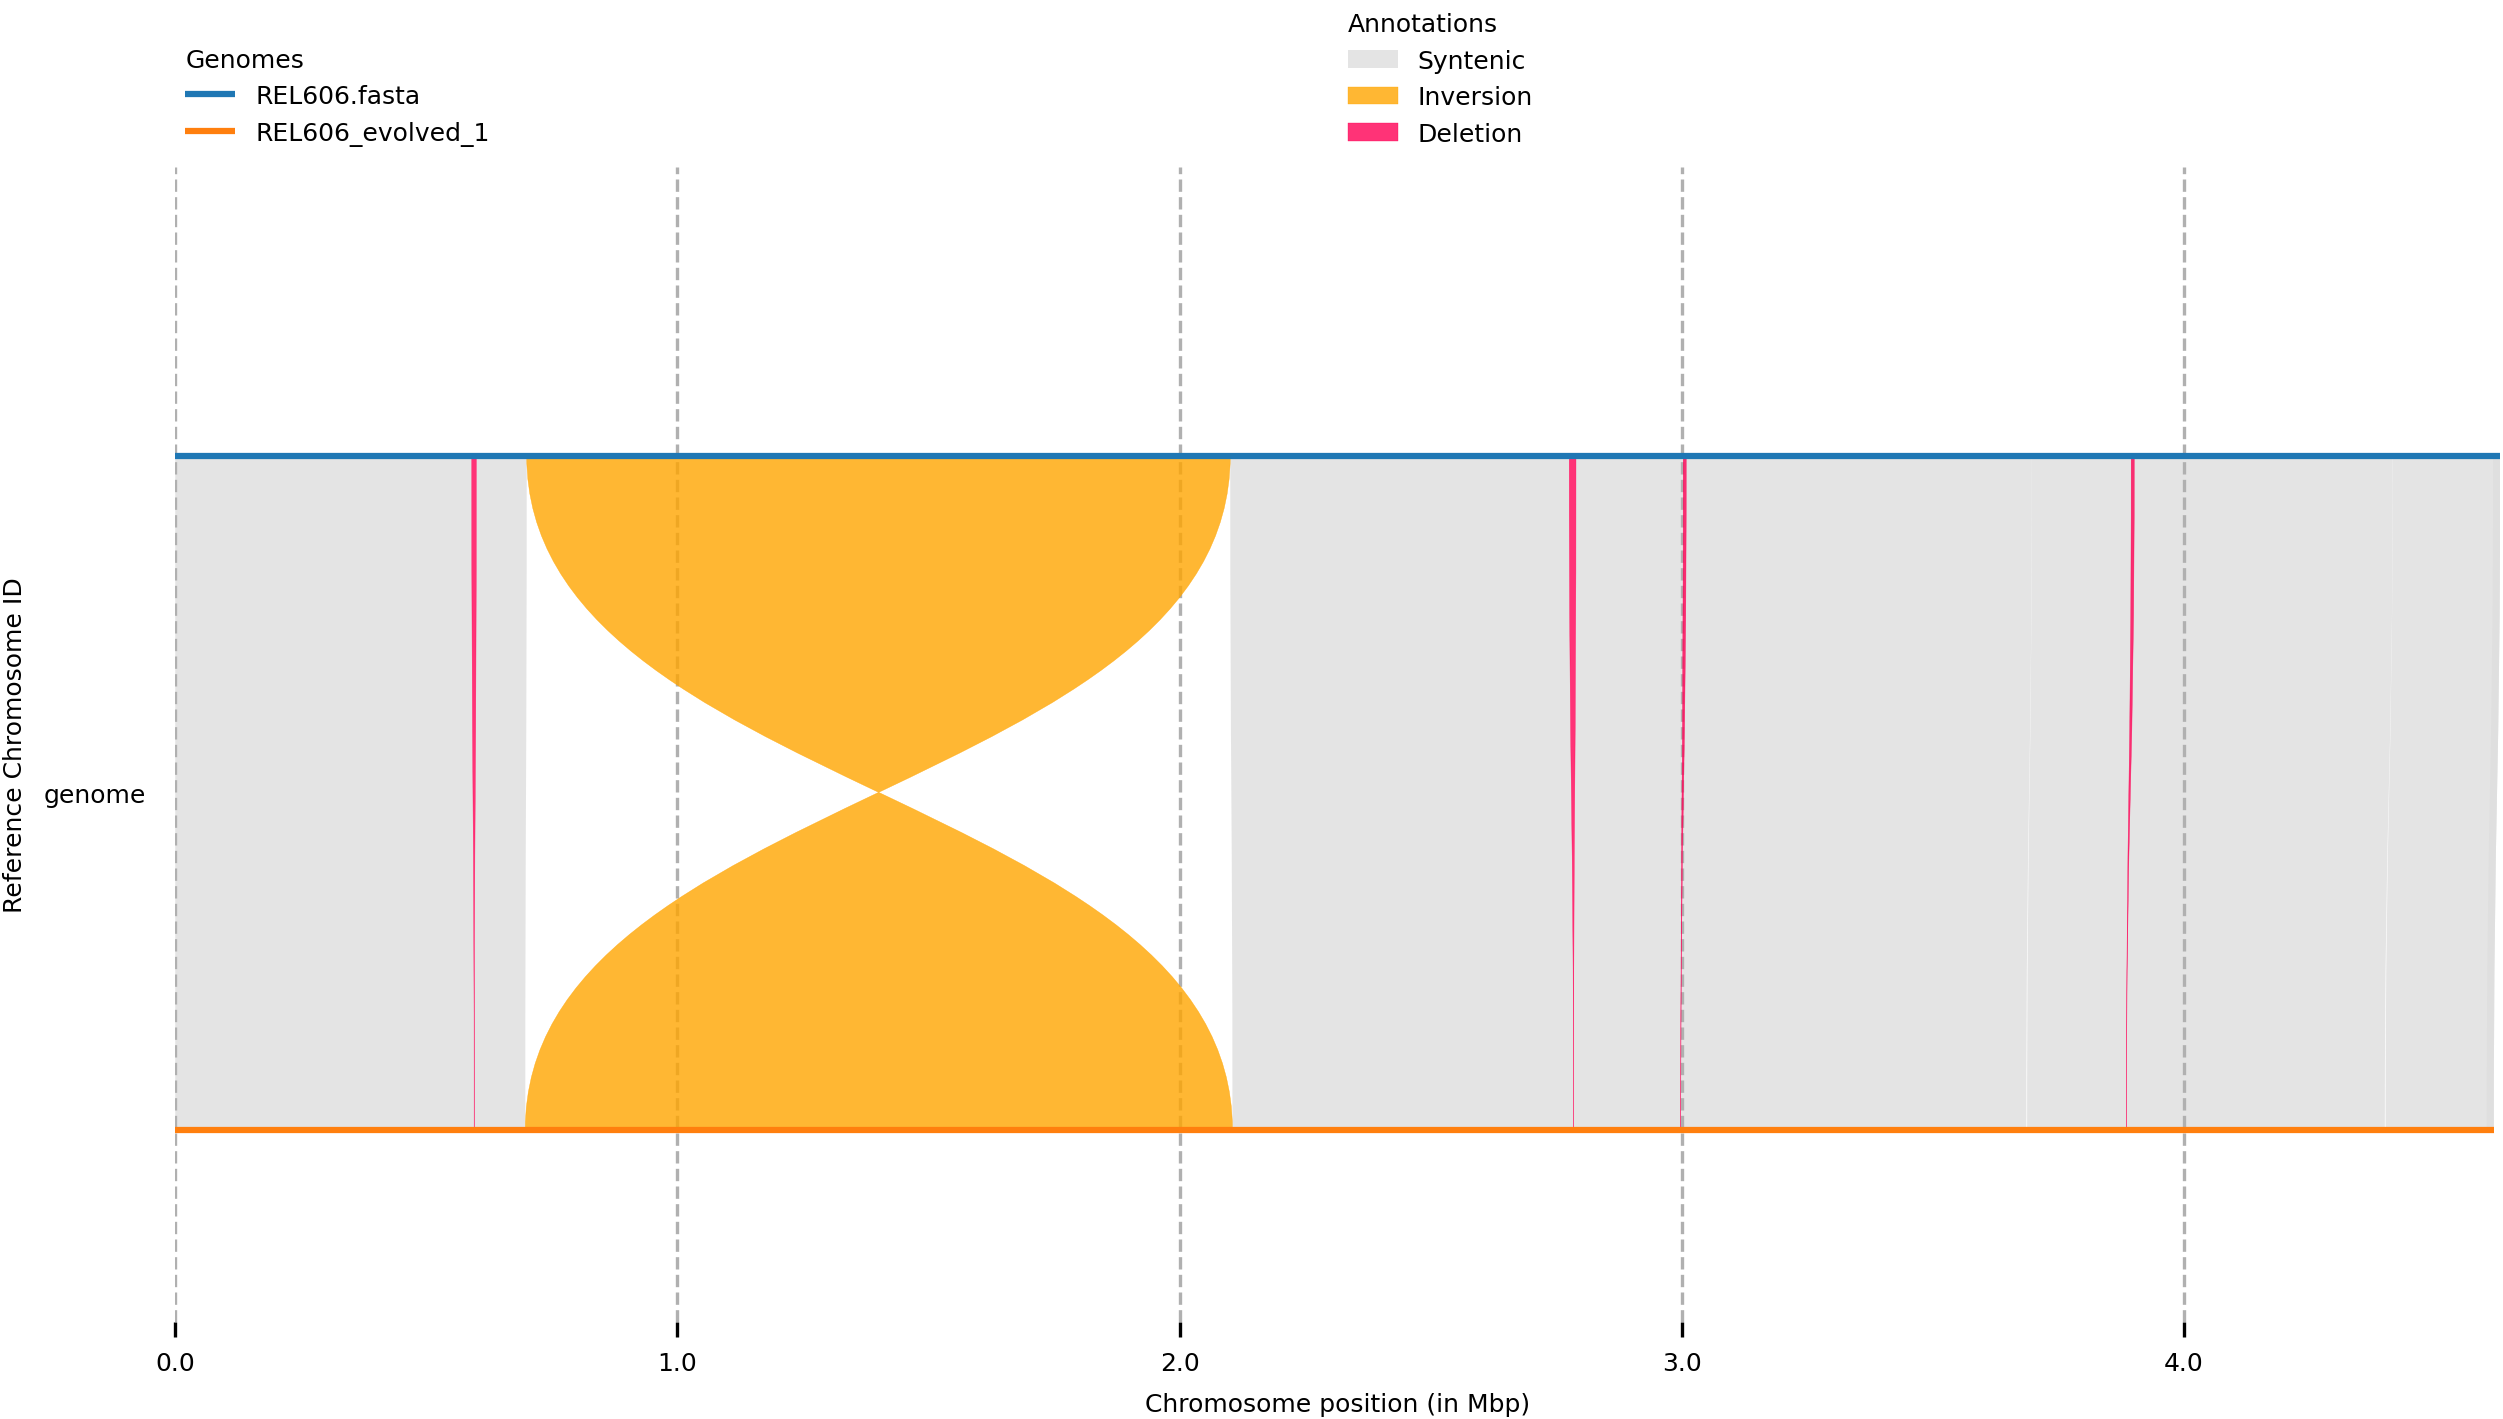 Genomes
REL606.fasta
REL606_evolved_1
Annotations
Syntenic
Inversion
Deletion
Reference Chromosome ID
genome
0.0 1.0 2.0 3.0 4.0
Chromosome position (in Mbp)